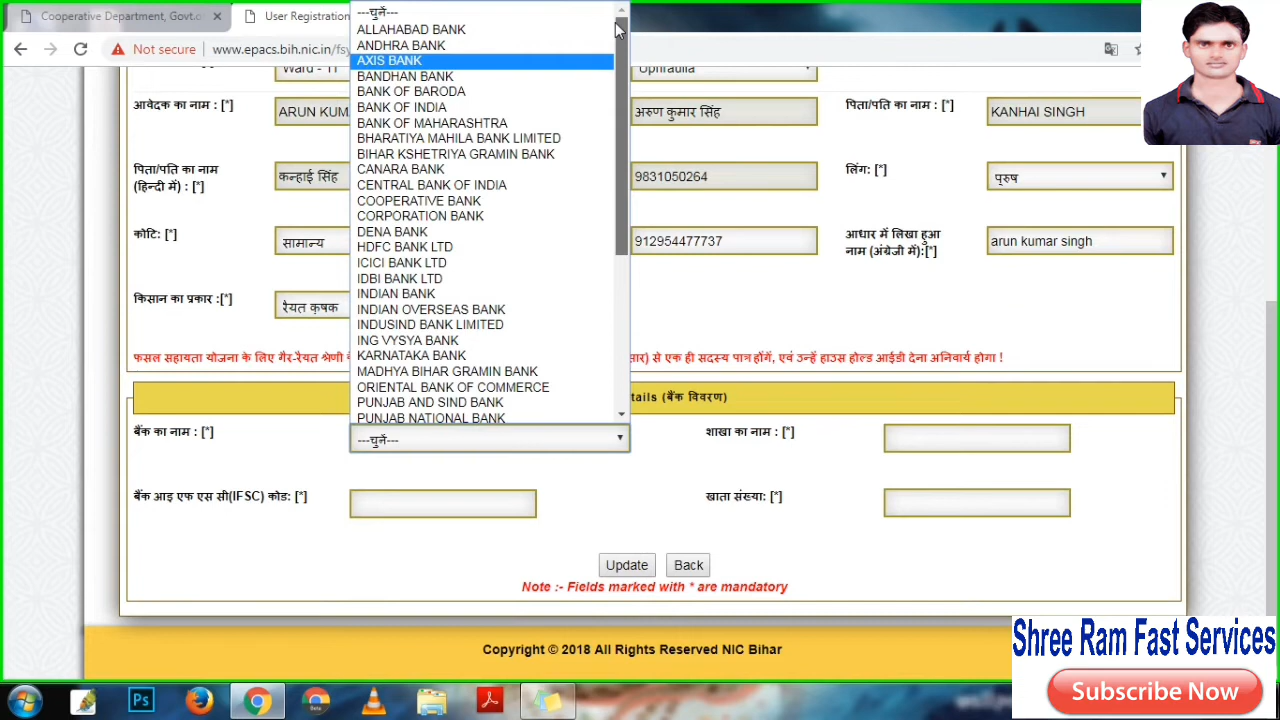 Cooperative Department, Govt.
User Registration
Not secure www.epacs.bih.nic.in/fsy
Ward - 11
आवेदक का नाम : [*] ARUN KUM अरुण कुमार सिंह पिता/पति का नाम : [*] KANHAI SINGH
पिता/पति का नाम
(हिन्दी में) : [*] कन्हाई सिंह 9831050264 लिंग: [*] पुरुष
कोटि: [*] सामान्य 912954477737 आधार में लिखा हुआ
नाम (अंग्रेजी में):[*] arun kumar singh
किसान का प्रकार :[*] रैयत कृषक
फसल सहायता योजना के लिए गैर-रैयत श्रेणी
से एक ही सदस्य पात्र होंगें, एवं उन्हें हाउस होल्ड आईडी देना अनिवार्य होगा !
tails (बैंक विवरण)
---चुनें---
ALLAHABAD BANK
ANDHRA BANK
AXIS BANK
BANDHAN BANK
BANK OF BARODA
BANK OF INDIA
BANK OF MAHARASHTRA
BHARATIYA MAHILA BANK LIMITED
BIHAR KSHETRIYA GRAMIN BANK
CANARA BANK
CENTRAL BANK OF INDIA
COOPERATIVE BANK
CORPORATION BANK
DENA BANK
HDFC BANK LTD
ICICI BANK LTD
IDBI BANK LTD
INDIAN BANK
INDIAN OVERSEAS BANK
INDUSIND BANK LIMITED
ING VYSYA BANK
KARNATAKA BANK
MADHYA BIHAR GRAMIN BANK
ORIENTAL BANK OF COMMERCE
PUNJAB AND SIND BANK
PUNJAB NATIONAL BANK
बैंक का नाम : [*] ---चुनें--- शाखा का नाम : [*]
बैंक आइ एफ एस सी(IFSC) कोड: [*] खाता संख्या: [*]
Update Back
Note :- Fields marked with * are mandatory
Copyright © 2018 All Rights Reserved NIC Bihar
Shree Ram Fast Services
Subscribe Now
Ps
Beta